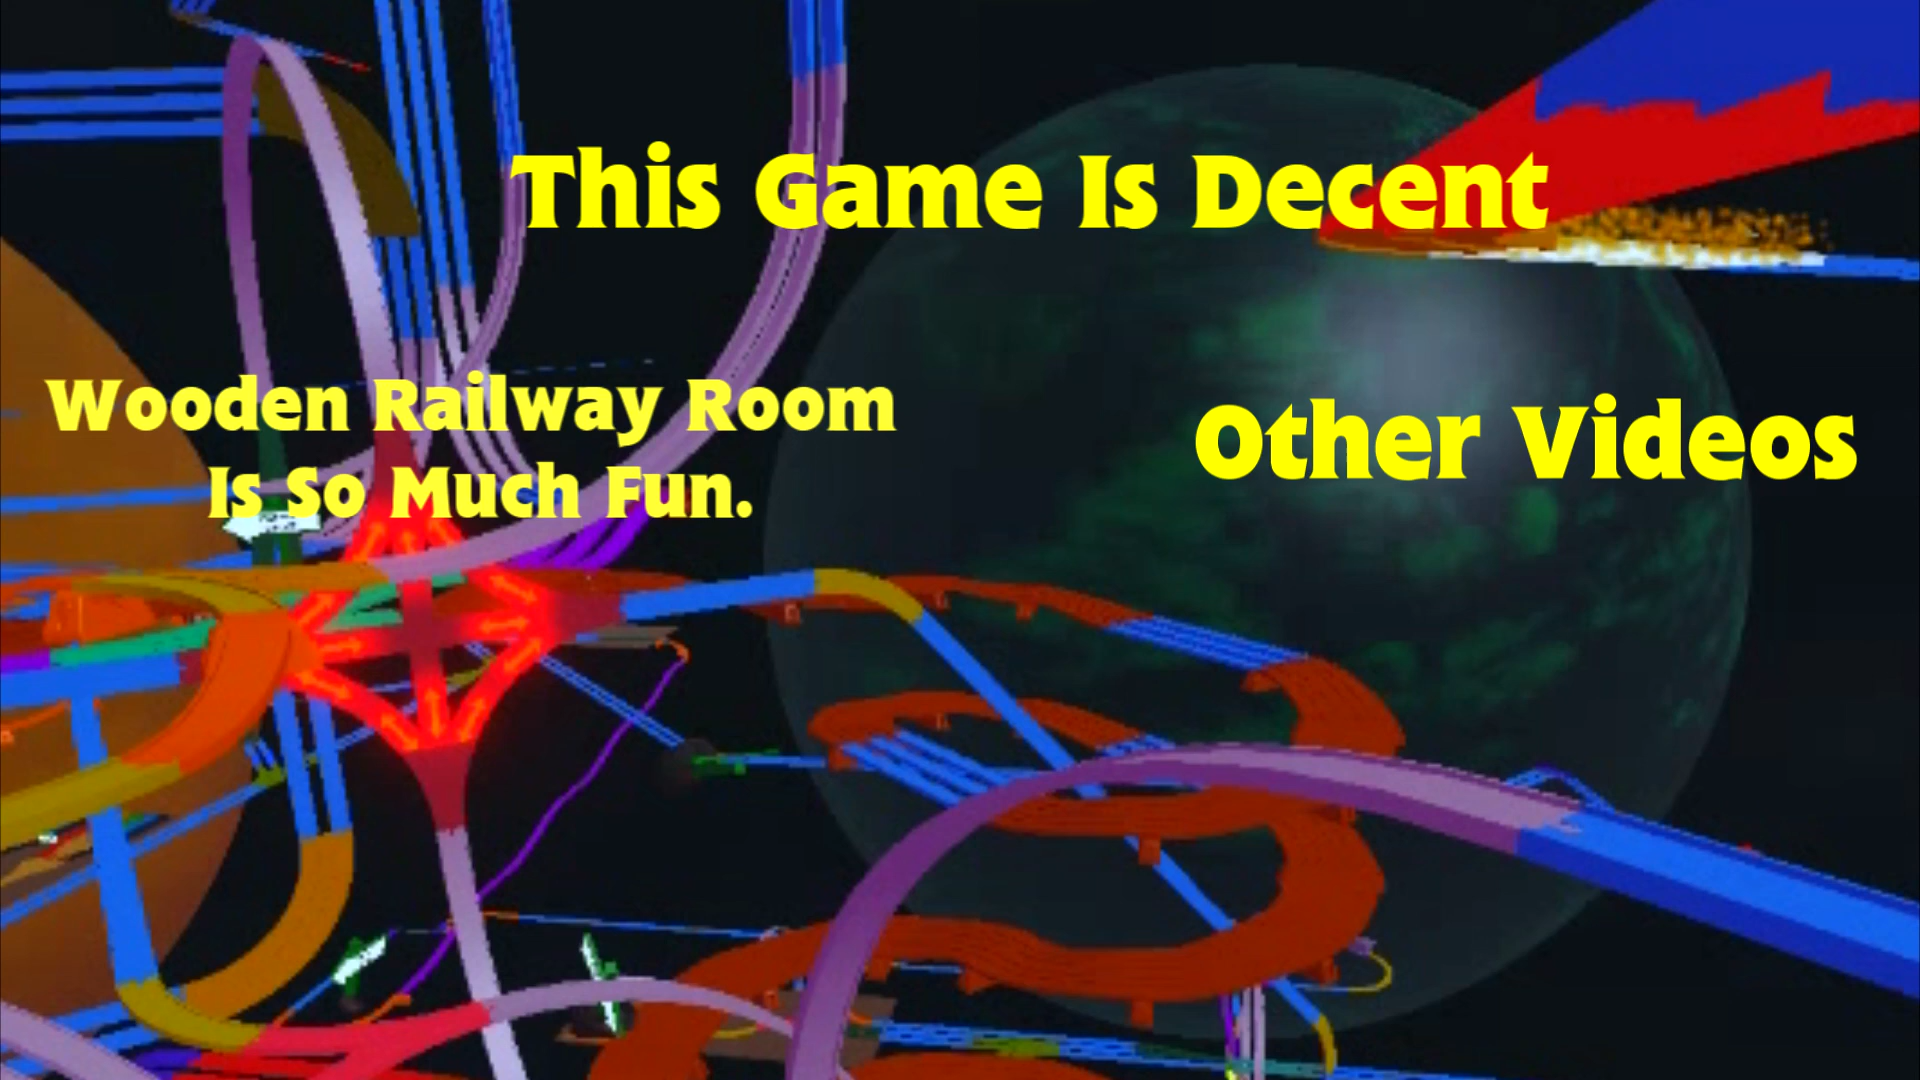 This Game Is Decent
Wooden Railway Room
Is So Much Fun.
Other Videos